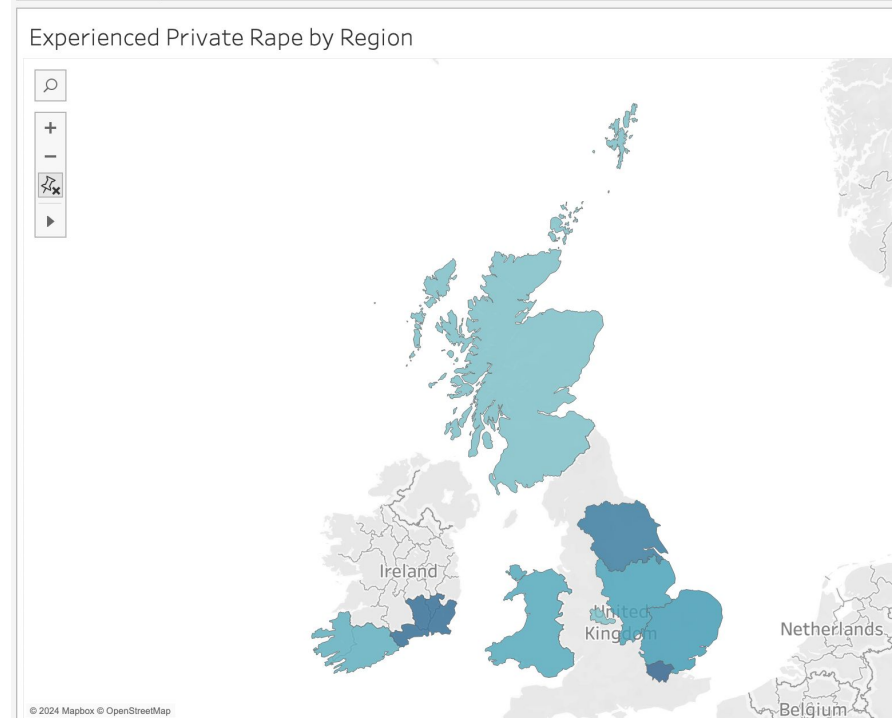 Experienced Private Rape by Region
Ireland
United
Kingdom
Netherlands
Belgium
© 2024 Mapbox © OpenStreetMap